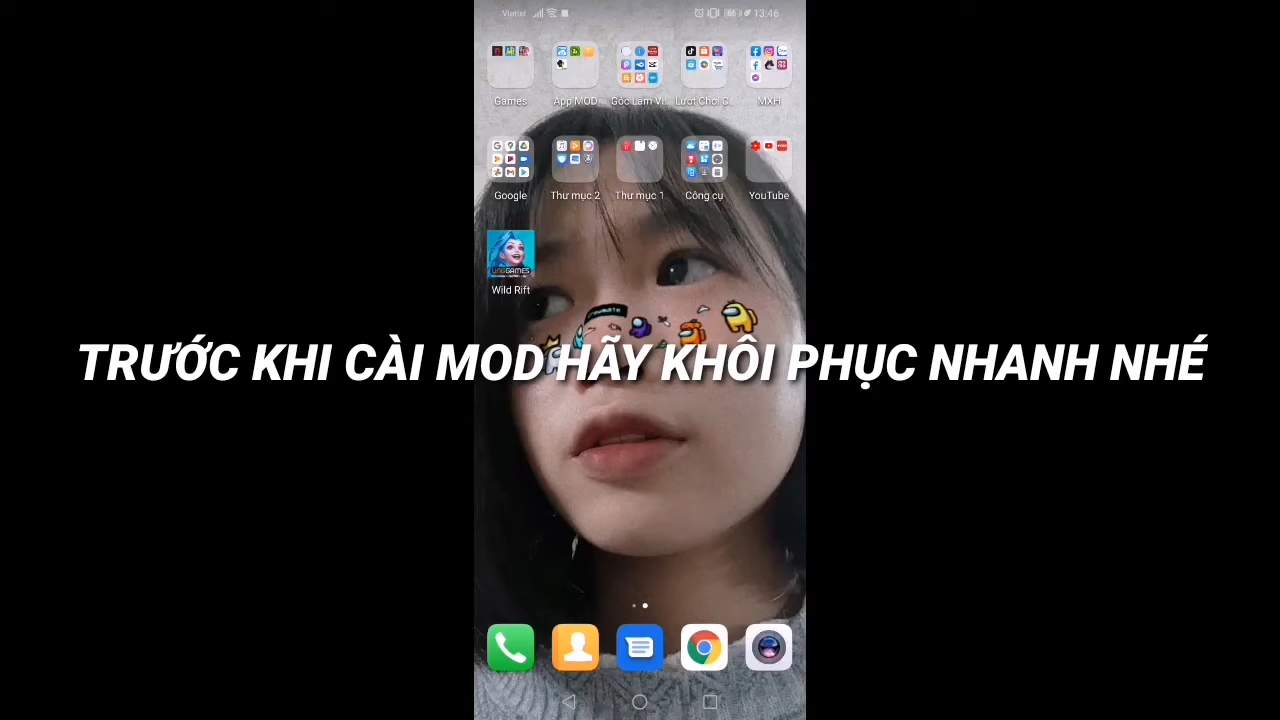 Viettel 66 13:46
Games App MOD Góc Làm Vi... Lướt Chơi C... MXH
Google Thư mục 2 Thư mục 1 Công cụ YouTube
Wild Rift
TRƯỚC KHI CÀI MOD HÃY KHÔI PHỤC NHANH NHÉ